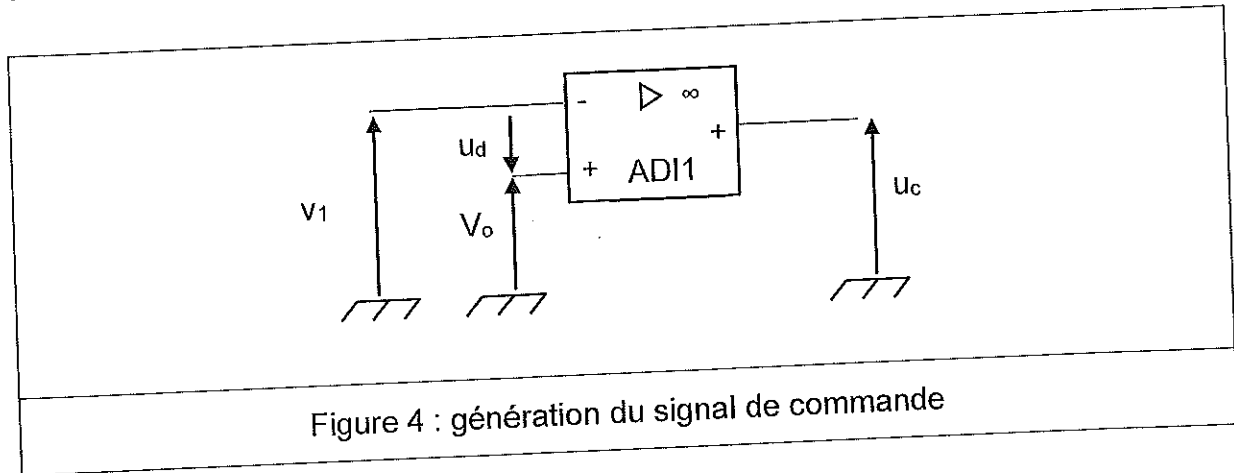 - ▷ ∞
ud
+
+ ADI1
v1
Vo
uc
Figure 4 : génération du signal de commande